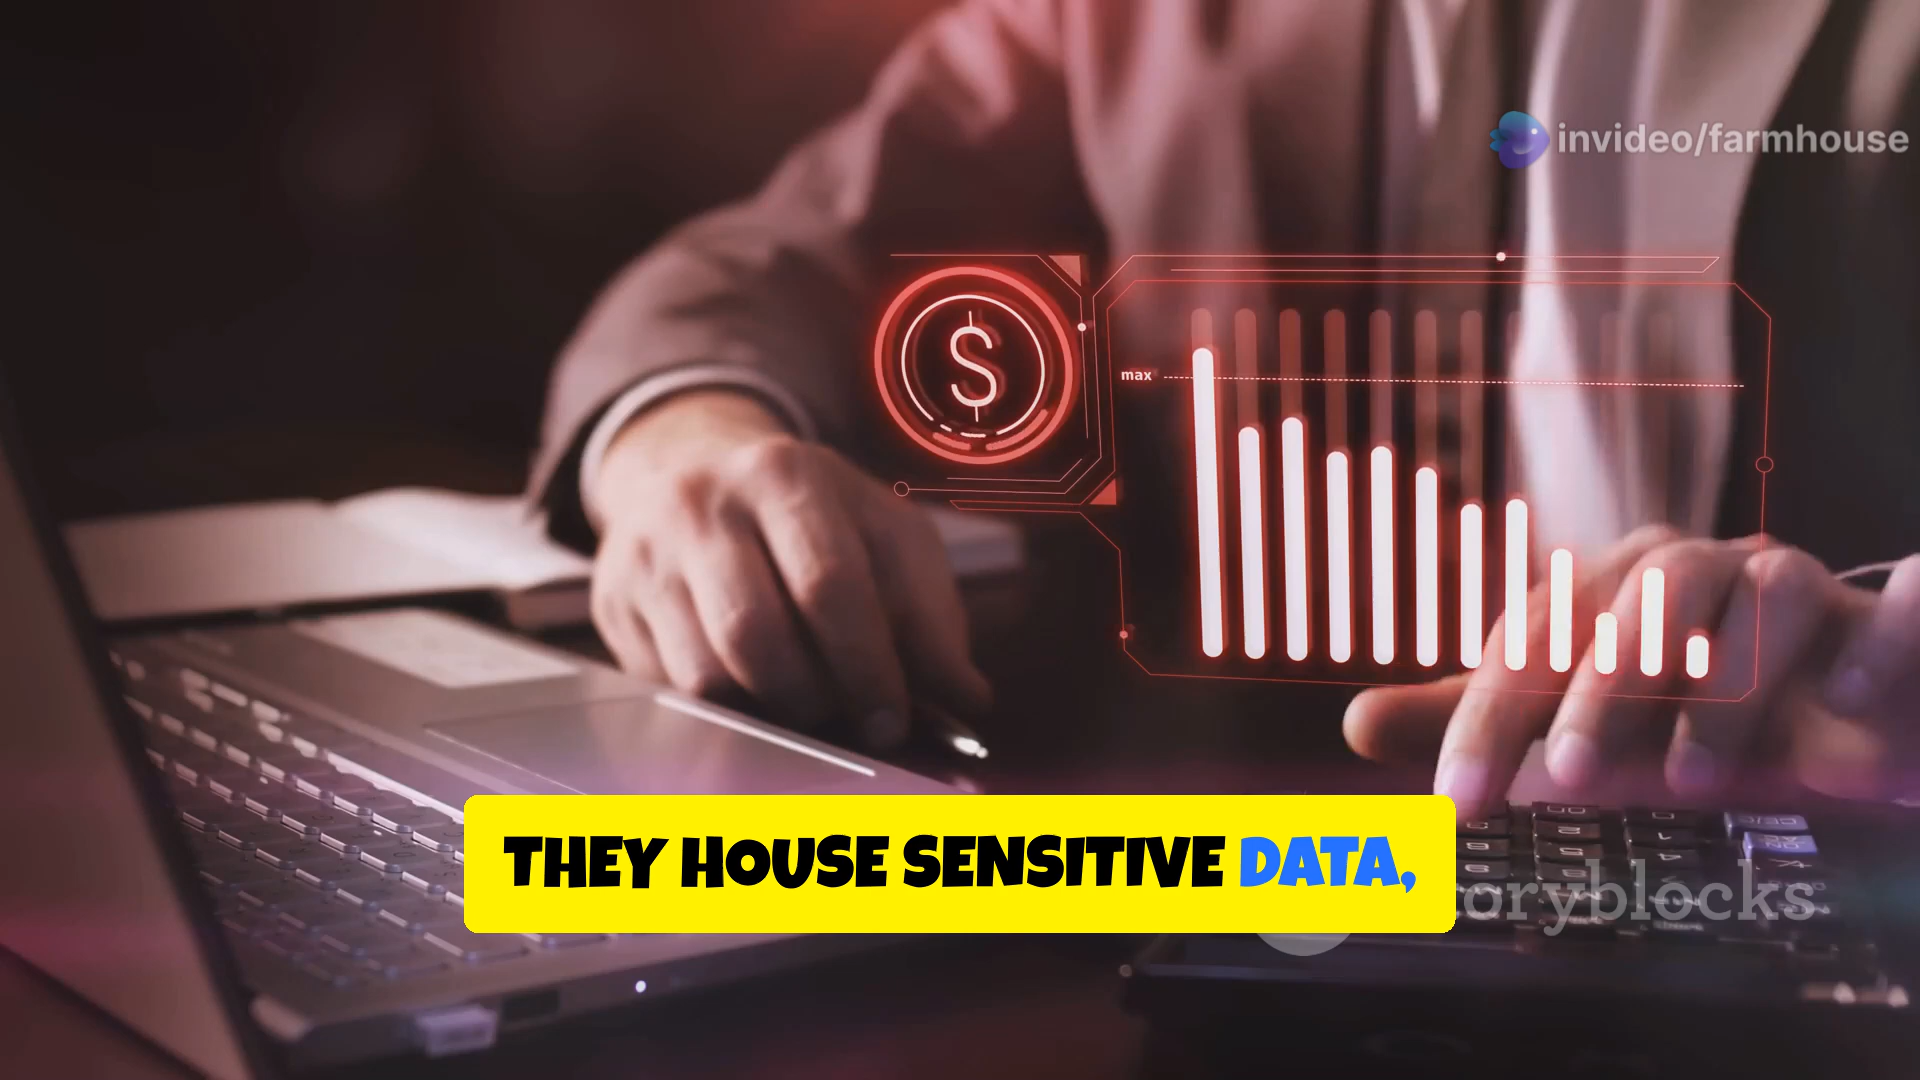 invideo/farmhouse
$
max
THEY HOUSE SENSITIVE DATA,
oryblocks